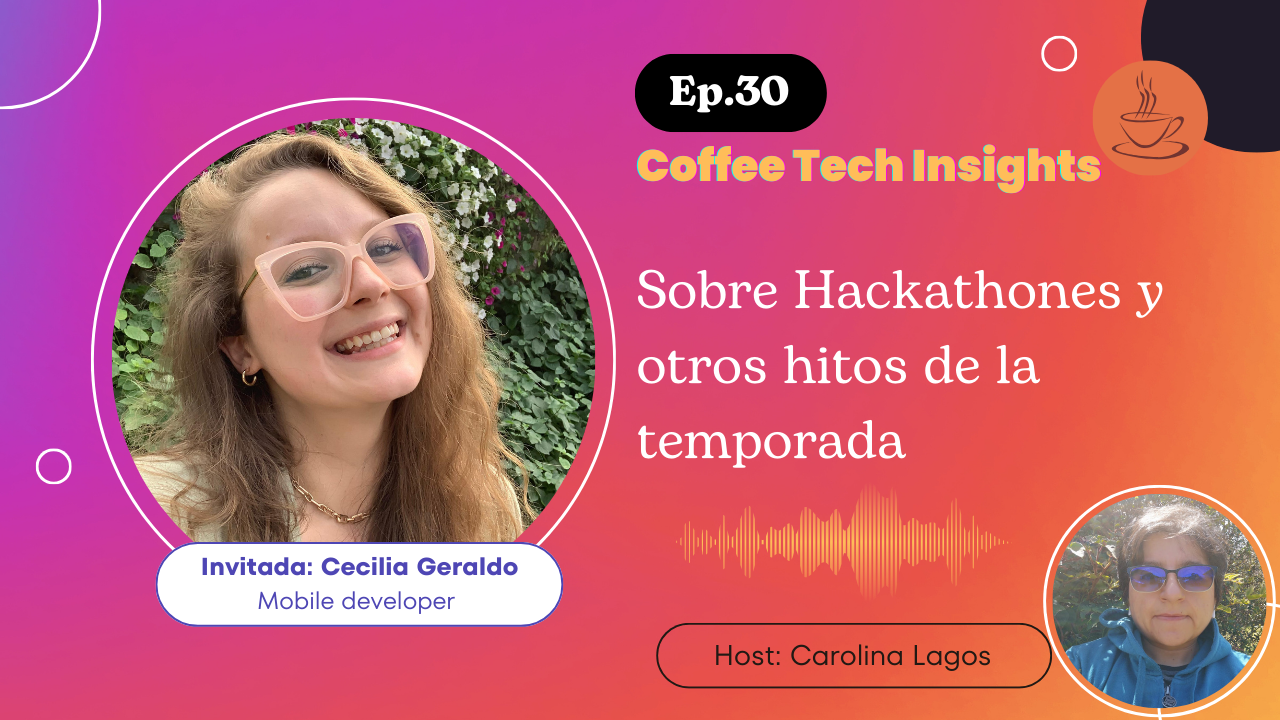 Ep.30
Coffee Tech Insights
Sobre Hackathones y
otros hitos de la
temporada
Invitada: Cecilia Geraldo
Mobile developer
Host: Carolina Lagos